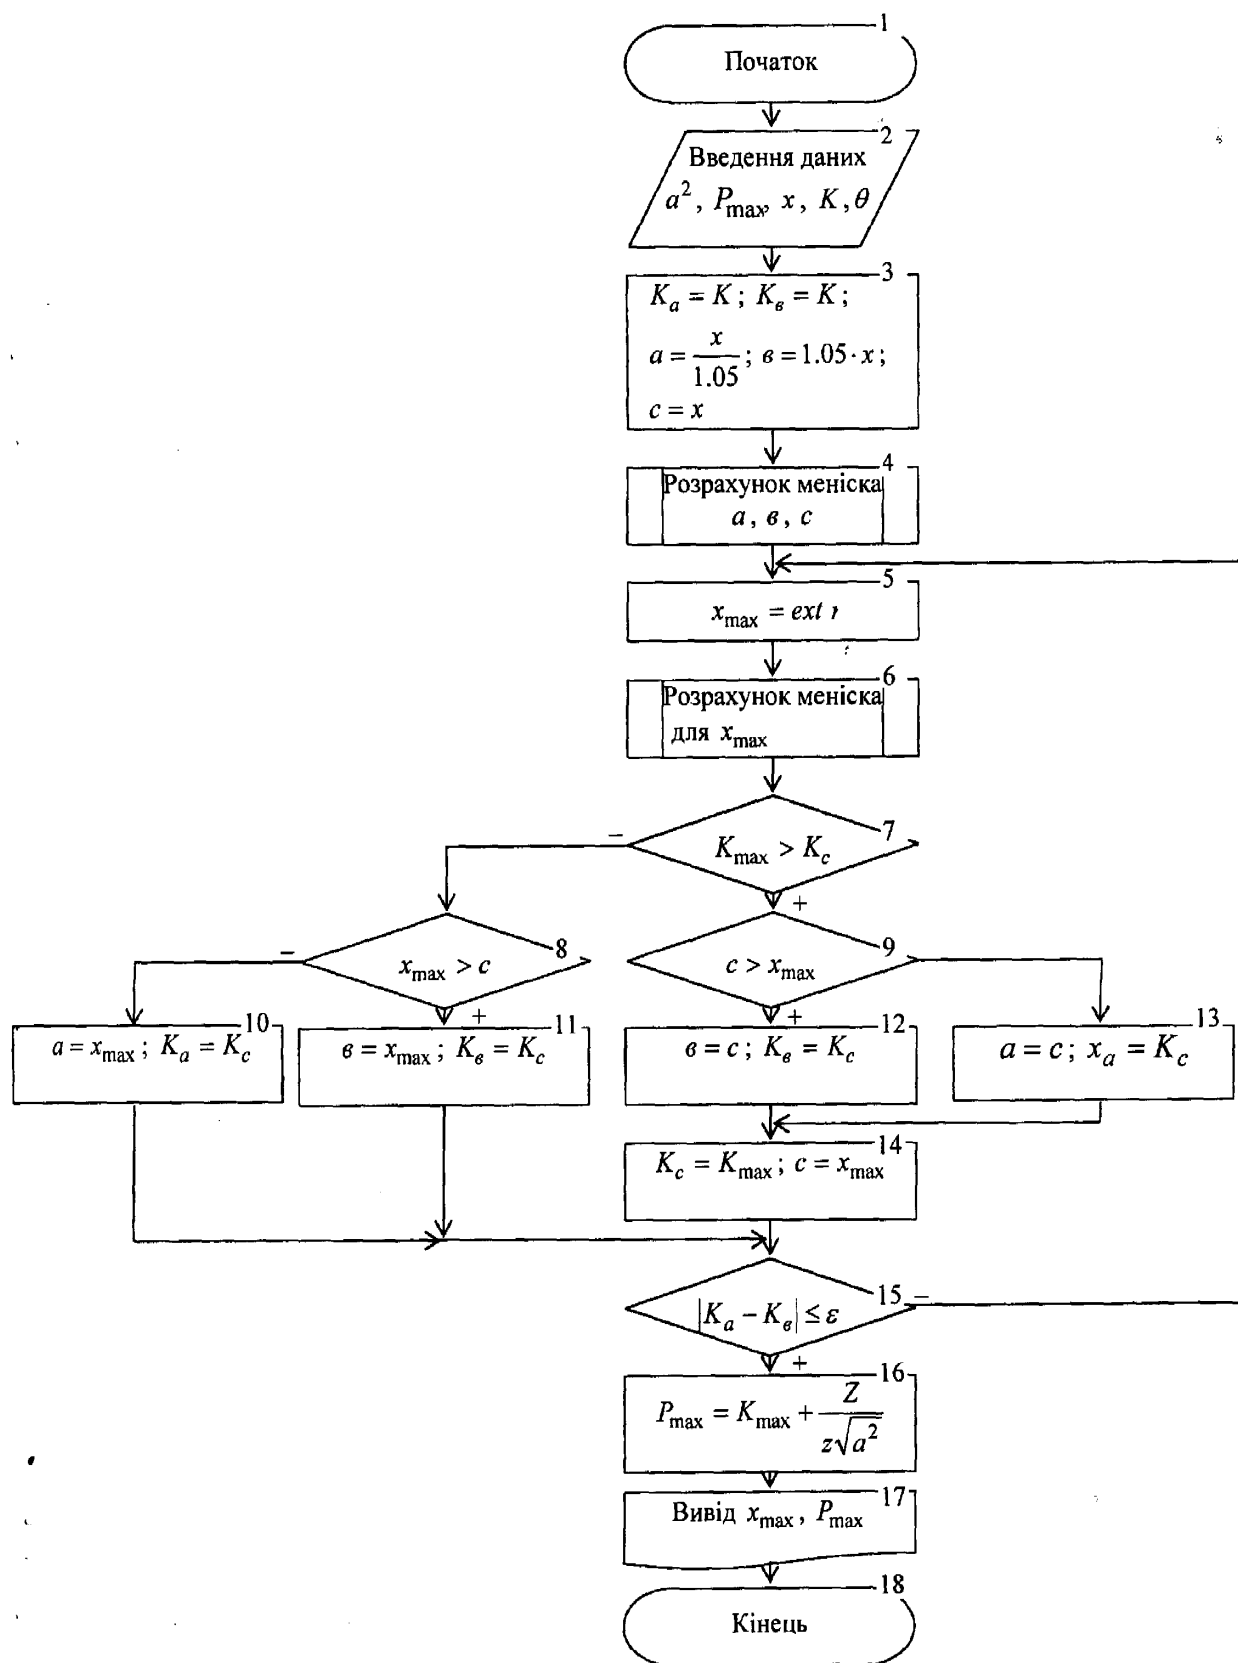 1
Початок
2
Введення даних
a², P_max, x, K, θ
3
K_a = K; K_в = K;
a = x/1.05; в = 1.05·x;
c = x
4
Розрахунок меніска
a, в, c
5
x_max = ext r
6
Розрахунок меніска
для x_max
7
K_max > K_c
−
+
8
x_max > c
−
+
9
c > x_max
+
10
a = x_max; K_a = K_c
11
в = x_max; K_в = K_c
12
в = c; K_в = K_c
13
a = c; x_a = K_c
14
K_c = K_max; c = x_max
15
|K_a − K_в| ≤ ε
−
+
16
P_max = K_max + Z/(z√a²)
17
Вивід x_max, P_max
18
Кінець